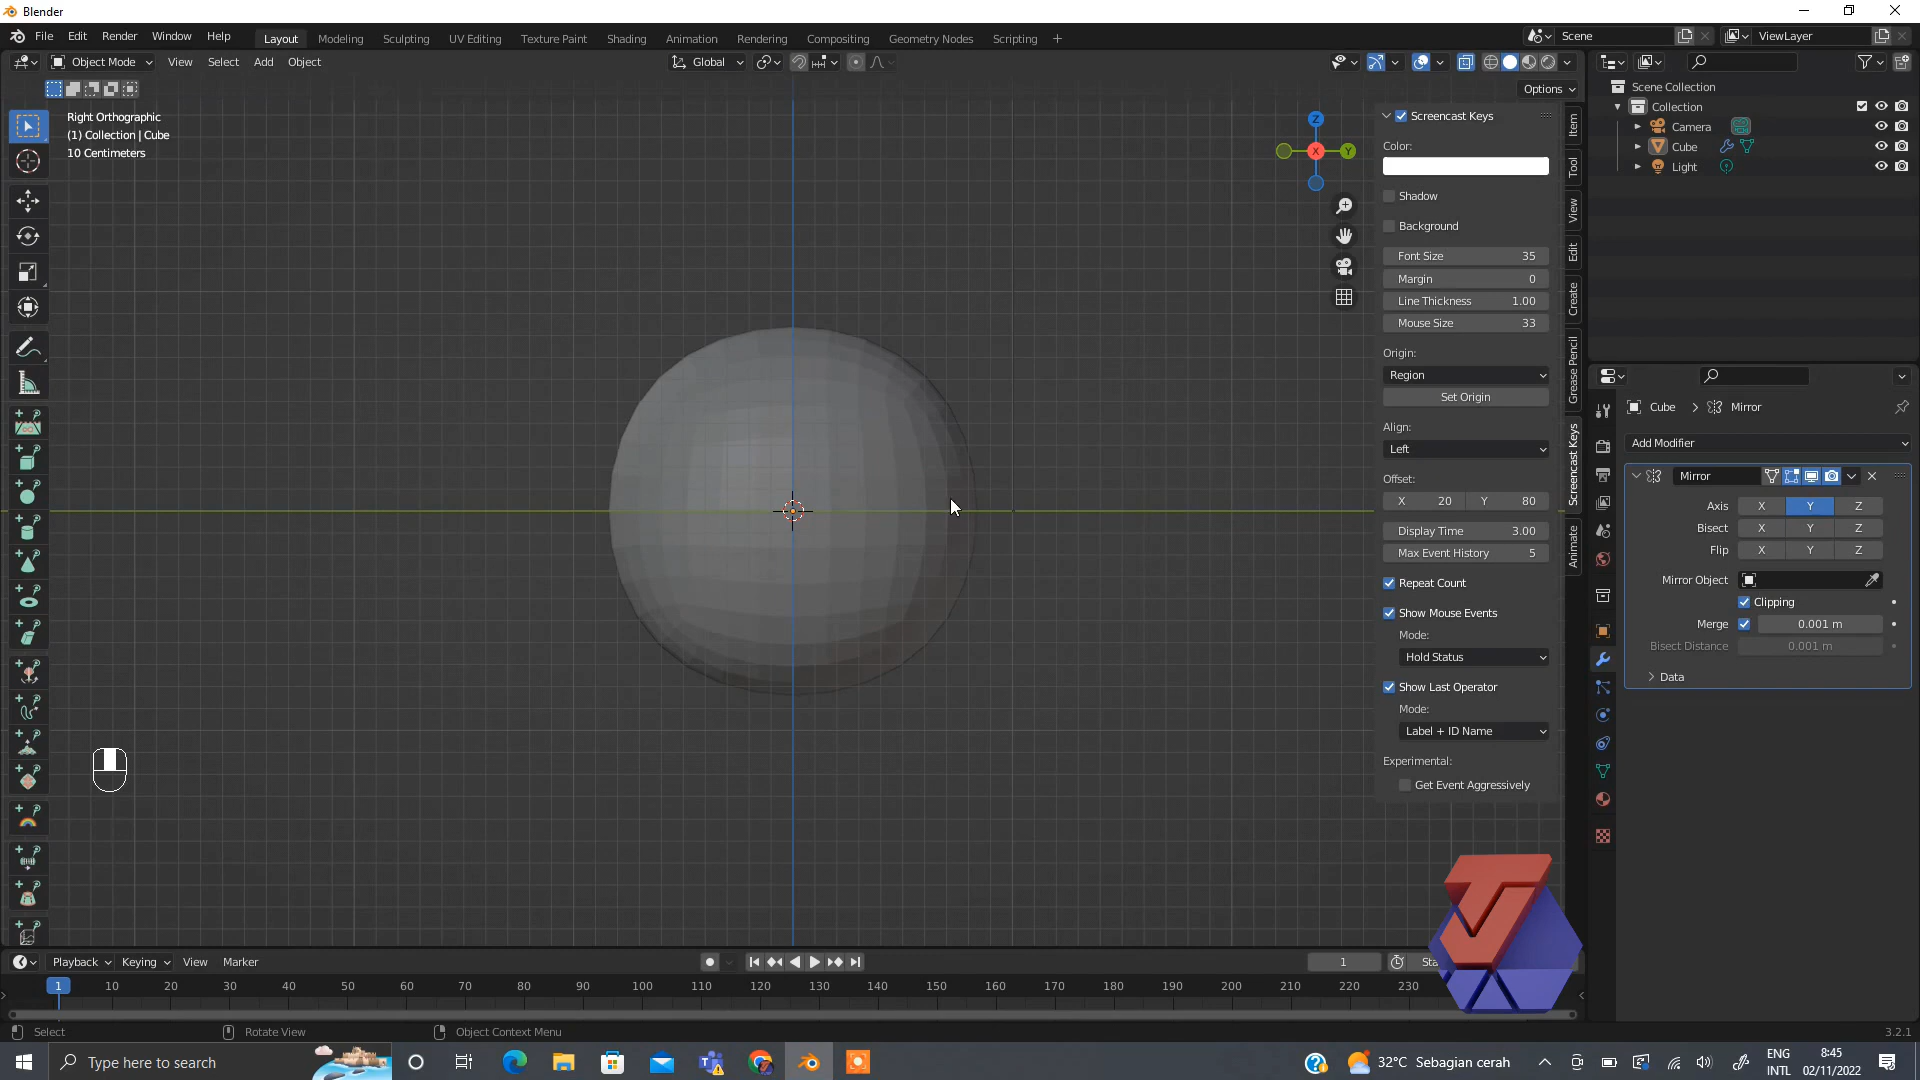 Blender
File Edit Render Window Help
Layout Modeling Sculpting UV Editing Texture Paint Shading Animation Rendering Compositing Geometry Nodes Scripting
Scene ViewLayer
Object Mode View Select Add Object
Global
Options
Right Orthographic
(1) Collection | Cube
10 Centimeters
Z
X
Y
Screencast Keys
Color:
Shadow
Background
Font Size 35
Margin 0
Line Thickness 1.00
Mouse Size 33
Origin:
Region
Set Origin
Align:
Left
Offset:
X 20 Y 80
Display Time 3.00
Max Event History 5
Repeat Count
Show Mouse Events
Mode:
Hold Status
Show Last Operator
Mode:
Label + ID Name
Experimental:
Get Event Aggressively
Item
Tool
View
Edit
Create
Grease Pencil
Screencast Keys
Animate
Scene Collection
Collection
Camera
Cube
Light
Cube Mirror
Add Modifier
Mirror
Axis X Y Z
Bisect X Y Z
Flip X Y Z
Mirror Object
Clipping
Merge 0.001 m
Bisect Distance 0.001 m
Data
Playback Keying View Marker
1
Sta
1 10 20 30 40 50 60 70 80 90 100 110 120 130 140 150 160 170 180 190 200 210 220 230
Select Rotate View Object Context Menu
3.2.1
Type here to search
32°C Sebagian cerah
ENG
INTL
8:45
02/11/2022